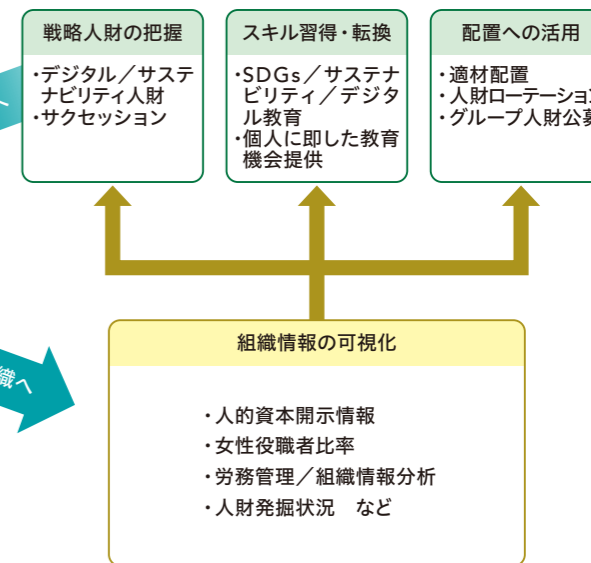 戦略人財の把握
・デジタル／サステ
ナビリティ人財
・サクセッション
スキル習得・転換
・SDGs／サステナ
ビリティ／デジタ
ル教育
・個人に即した教育
機会提供
配置への活用
・適材配置
・人財ローテーション
・グループ人財公募
へ
組織情報の可視化
・人的資本開示情報
・女性役職者比率
・労務管理／組織情報分析
・人財発掘状況　など
織へ